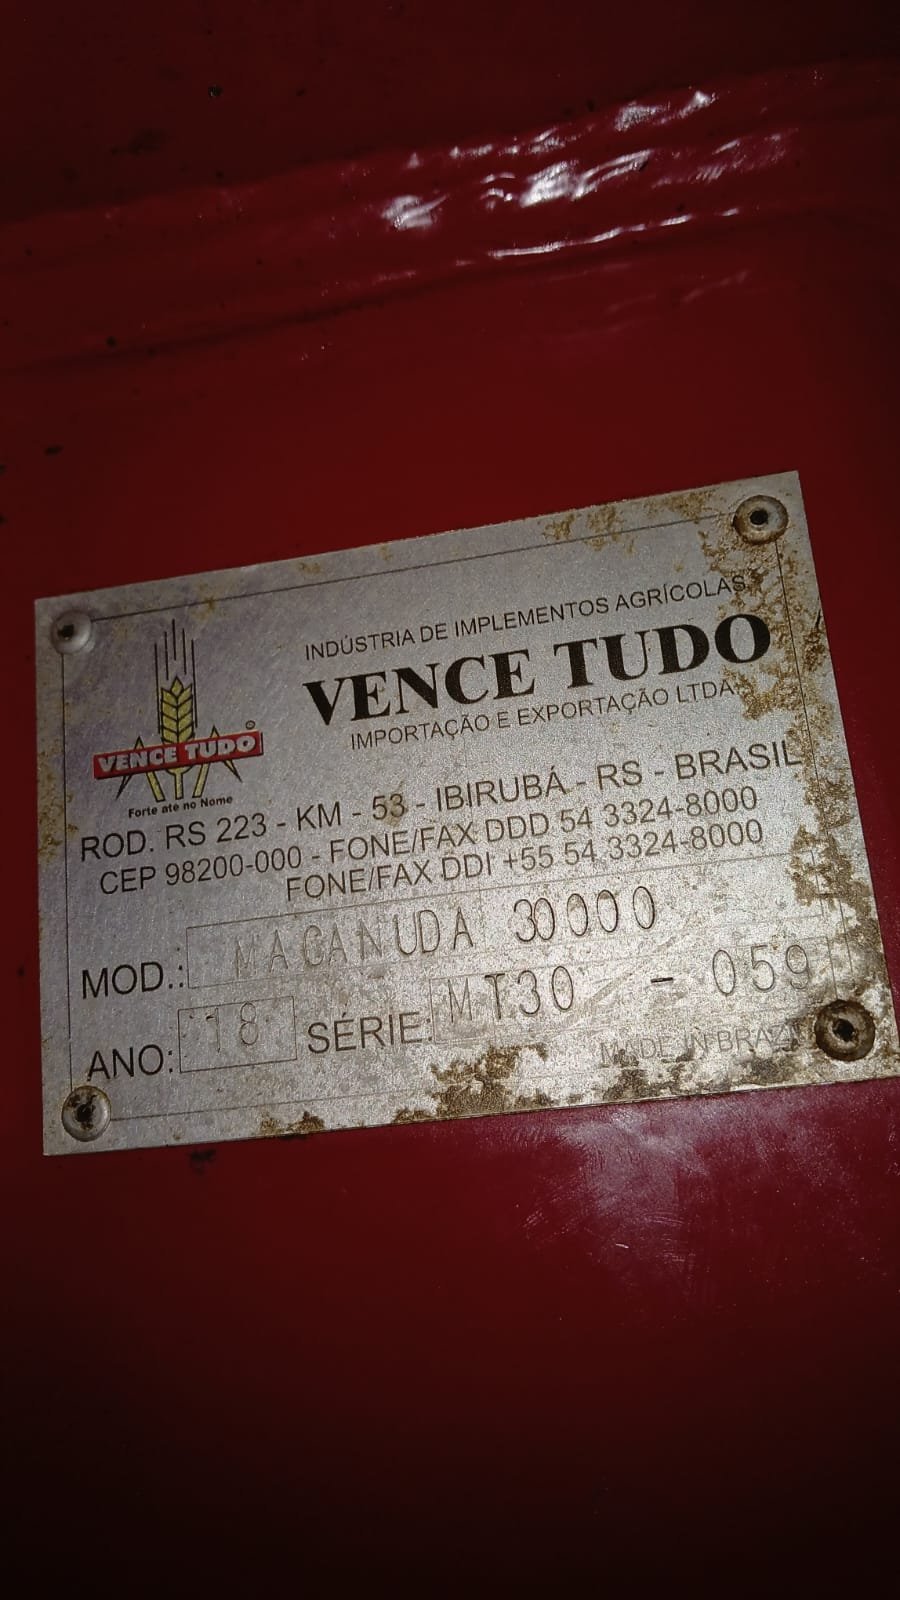 INDÚSTRIA DE IMPLEMENTOS AGRÍCOLAS
VENCE TUDO
IMPORTAÇÃO E EXPORTAÇÃO LTDA.
VENCE TUDO
Forte até no Nome
ROD. RS 223 - KM - 53 - IBIRUBÁ - RS - BRASIL
CEP 98200-000 - FONE/FAX DDD 54 3324-8000
FONE/FAX DDI +55 54 3324-8000
MOD.: MACANUDA 30000
ANO: 18 SÉRIE: MT30 - 059
MADE IN BRAZIL